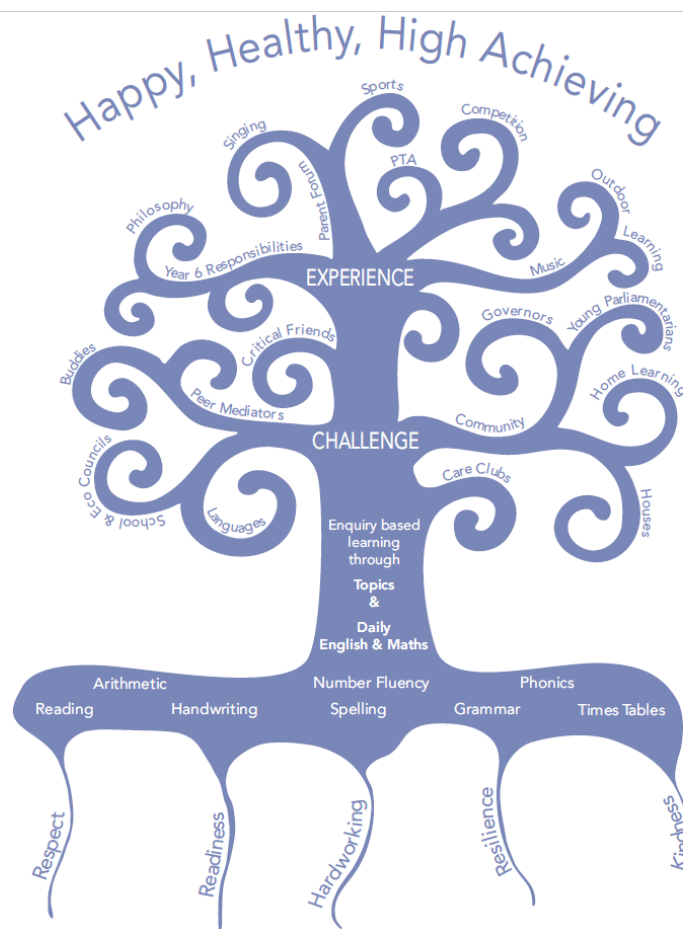 Happy, Healthy, High Achieving
Sports
Competition
Singing
PTA
Parent Forum
Outdoor
Learning
Philosophy
Year 6 Responsibilities
Music
EXPERIENCE
Governors
Young Parliamentarians
Critical Friends
Buddies
Home Learning
Peer Mediators
Community
CHALLENGE
School & Eco Councils
Care Clubs
Languages
Houses
Enquiry based
learning
through
Topics
&
Daily
English & Maths
Arithmetic
Number Fluency
Phonics
Reading
Handwriting
Spelling
Grammar
Times Tables
Respect
Readiness
Hardworking
Resilience
Kindness